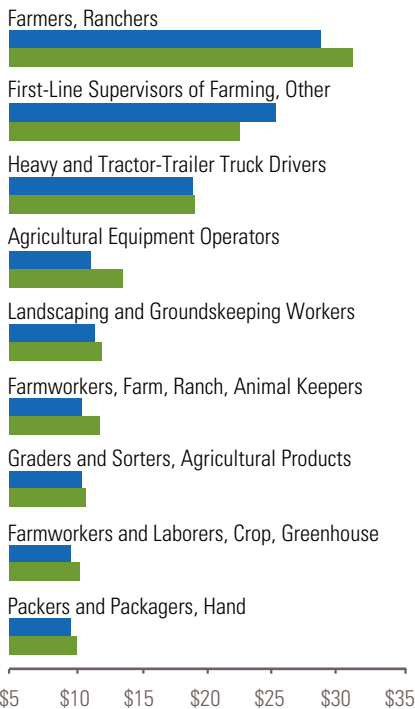 Farmers, Ranchers
First-Line Supervisors of Farming, Other
Heavy and Tractor-Trailer Truck Drivers
Agricultural Equipment Operators
Landscaping and Groundskeeping Workers
Farmworkers, Farm, Ranch, Animal Keepers
Graders and Sorters, Agricultural Products
Farmworkers and Laborers, Crop, Greenhouse
Packers and Packagers, Hand
$5 $10 $15 $20 $25 $30 $35